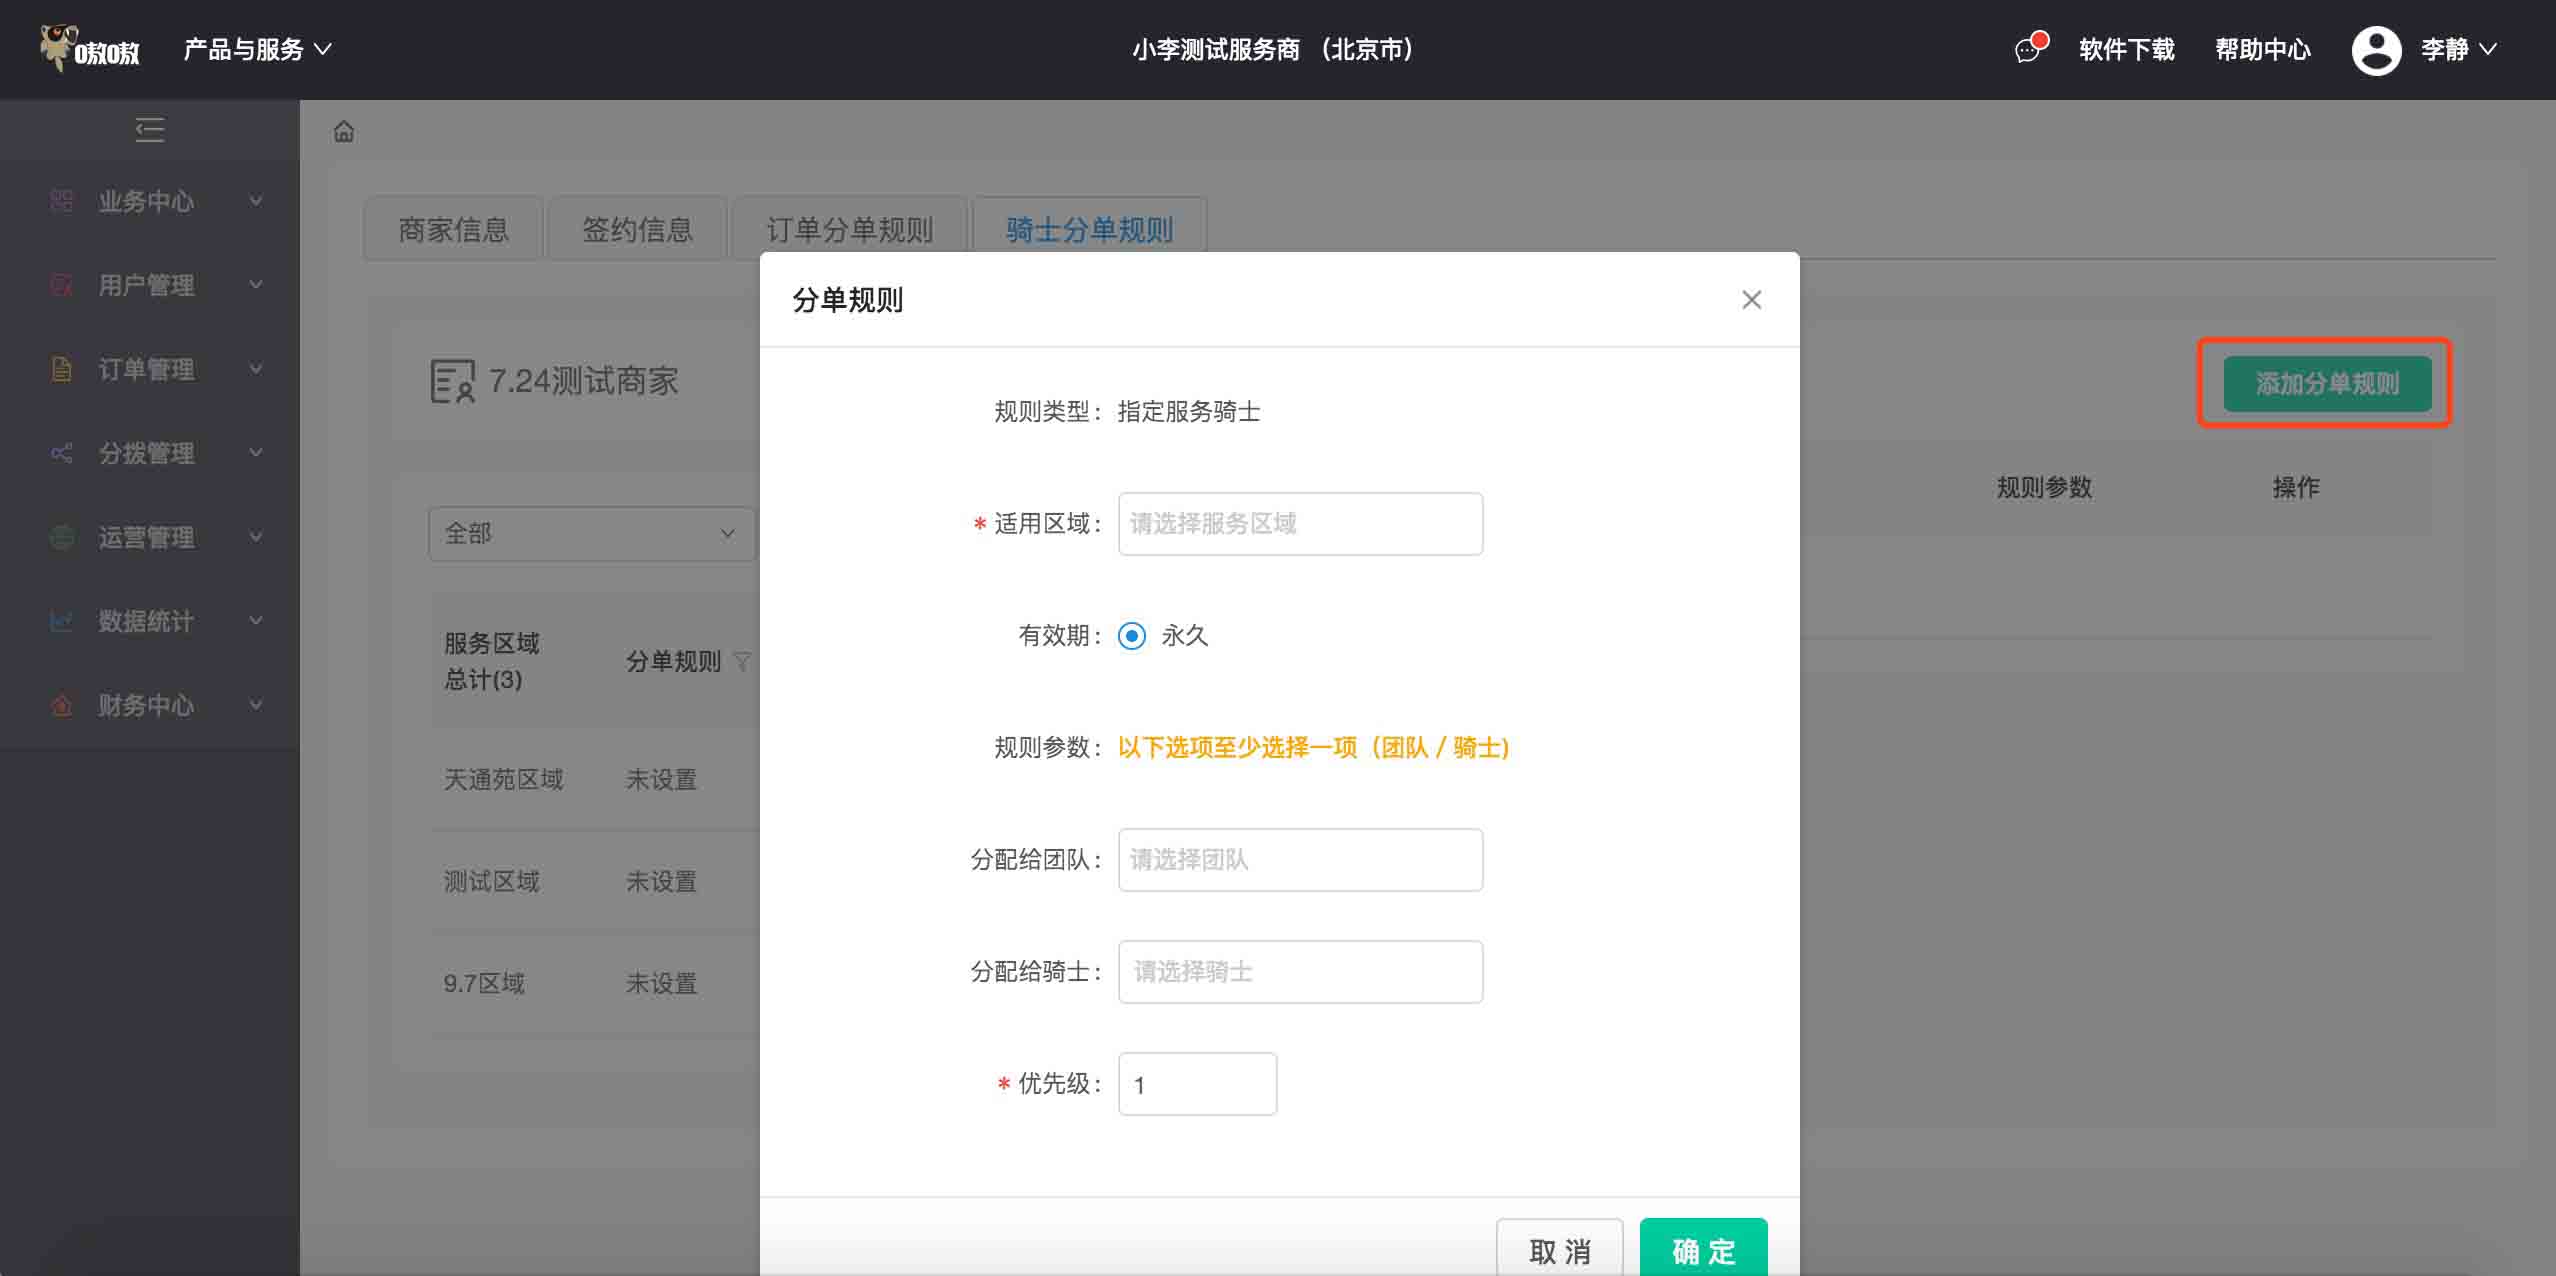 嗷嗷 产品与服务 小李测试服务商 （北京市） 软件下载 帮助中心 李静
业务中心
用户管理
订单管理
分拨管理
运营管理
数据统计
财务中心
商家信息 签约信息 订单分单规则 骑士分单规则
7.24测试商家 添加分单规则
全部
规则参数 操作
服务区域
总计(3)
分单规则
天通苑区域 未设置
测试区域 未设置
9.7区域 未设置
分单规则
规则类型： 指定服务骑士
* 适用区域： 请选择服务区域
有效期： 永久
规则参数： 以下选项至少选择一项（团队 / 骑士)
分配给团队： 请选择团队
分配给骑士： 请选择骑士
* 优先级： 1
取 消 确 定